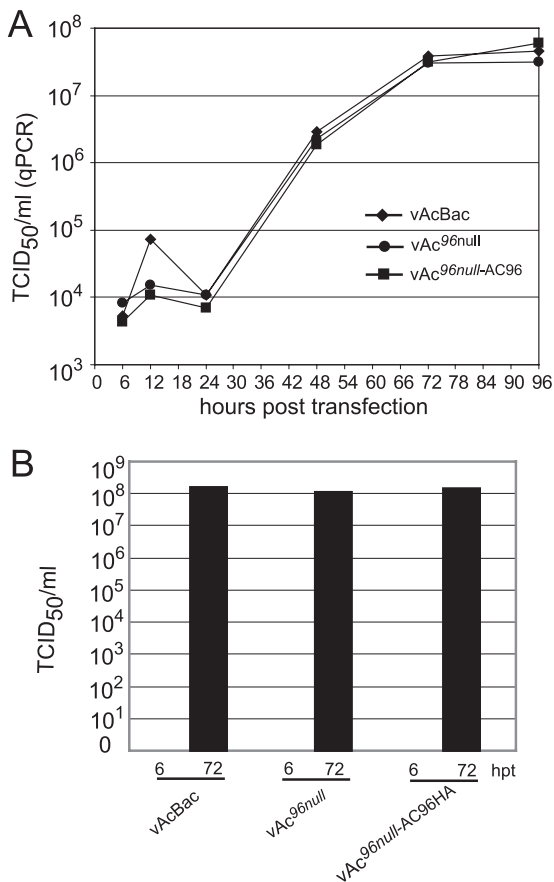 A
TCID50/ml (qPCR)
10^8
10^7
10^6
10^5
10^4
10^3
vAcBac
vAc96null
vAc96null-AC96
0 6 12 18 24 30 36 42 48 54 60 66 72 78 84 90 96
hours post transfection
B
TCID50/ml
10^9
10^8
10^7
10^6
10^5
10^4
10^3
10^2
10^1
0
6 72 6 72 6 72 hpt
vAcBac
vAc96null
vAc96null-AC96HA